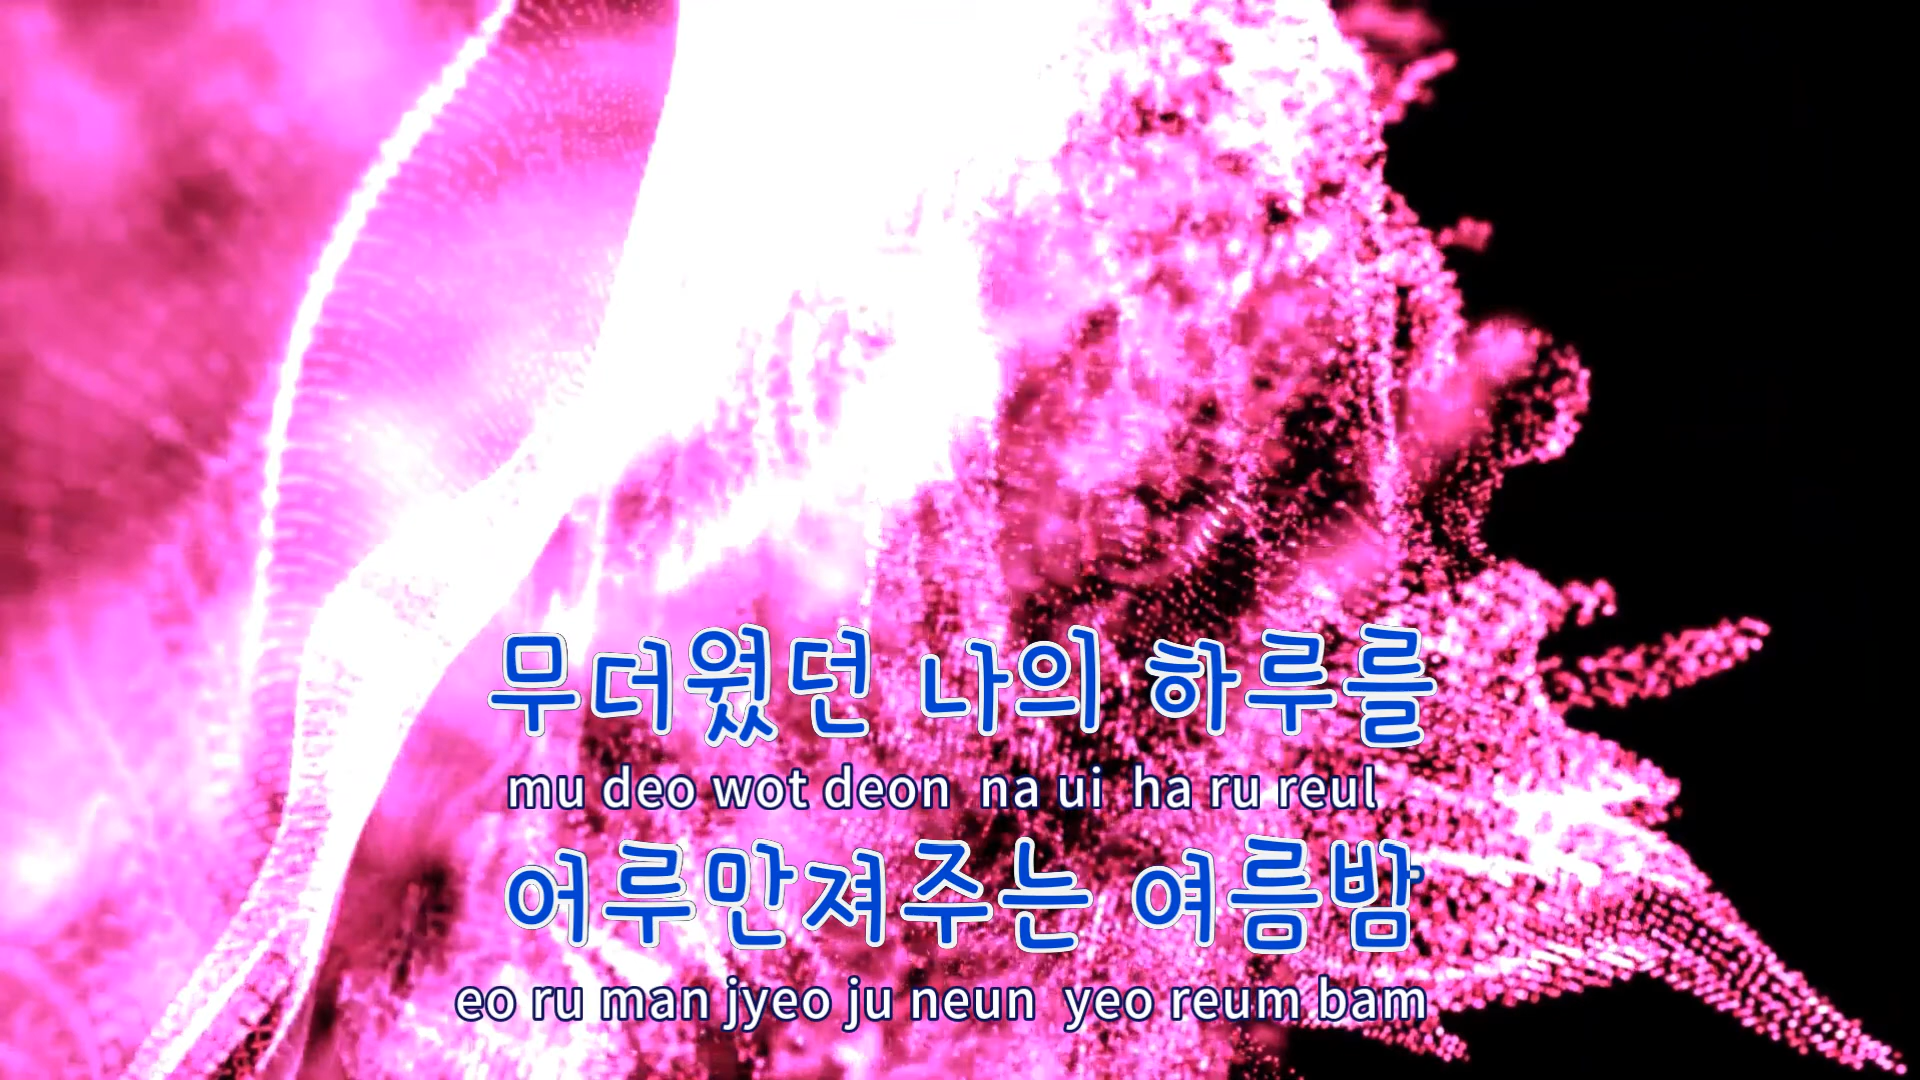 무더웠던 나의 하루를
mu deo wot deon na ui ha ru reul
어루만져주는 여름밤
eo ru man jyeo ju neun yeo reum bam